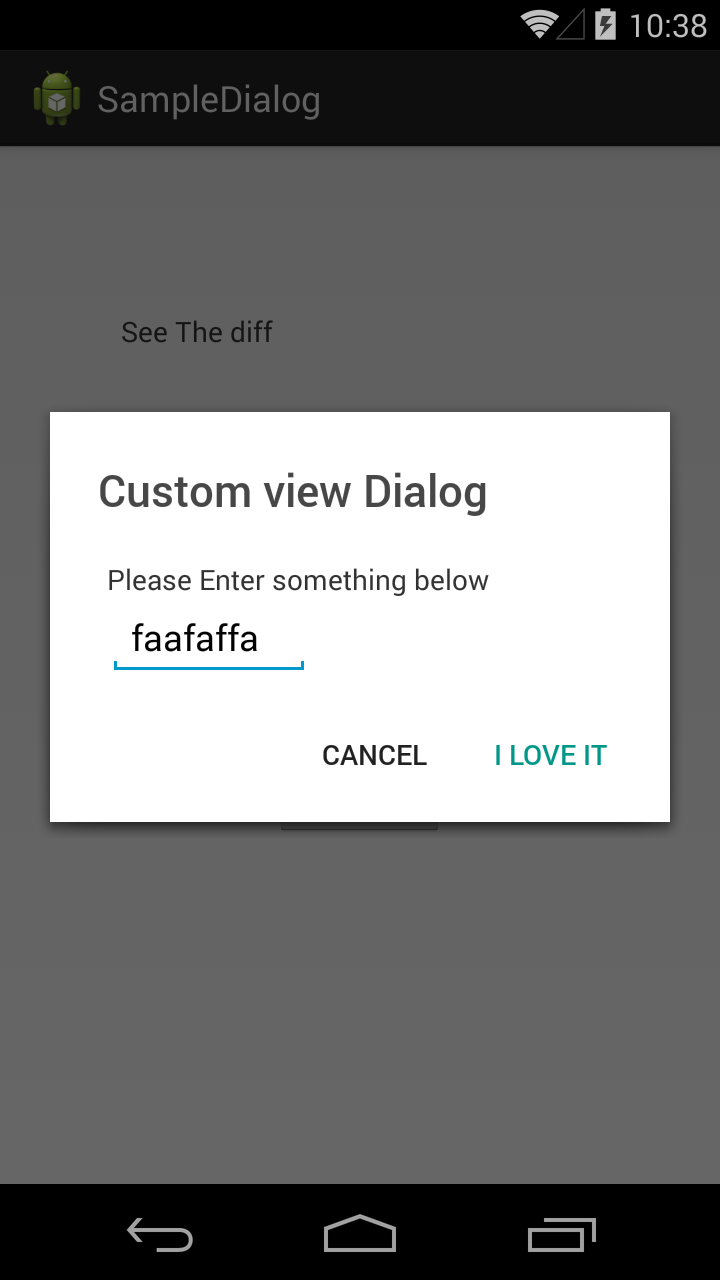 10:38
SampleDialog
See The diff
Custom view Dialog
Please Enter something below
faafaffa
CANCEL I LOVE IT